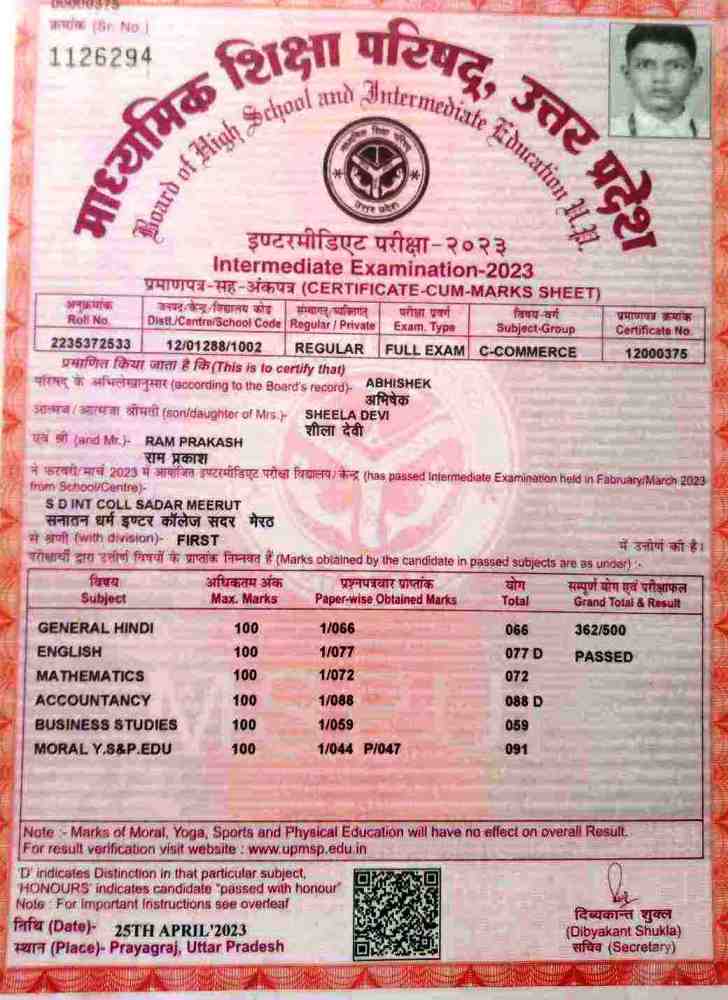 00000375
क्रमांक (Sr. No.)
1126294
माध्यमिक शिक्षा परिषद्, उत्तर प्रदेश
Board of High School and Intermediate Education U.P.
इण्टरमीडिएट परीक्षा-२०२३
Intermediate Examination-2023
प्रमाणपत्र-सह-अंकपत्र (CERTIFICATE-CUM-MARKS SHEET)
अनुक्रमांक जनपद/केन्द्र/विद्यालय कोड संस्थागत/व्यक्तिगत परीक्षा प्रवर्ग विषय-वर्ग प्रमाणपत्र क्रमांक
Roll No. Distt./Centre/School Code Regular / Private Exam. Type Subject-Group Certificate No.
2235372533 12/01288/1002 REGULAR FULL EXAM C-COMMERCE 12000375
प्रमाणित किया जाता है कि (This is to certify that)
परिषद् के अभिलेखानुसार (according to the Board's record)- ABHISHEK
अभिषेक
आत्मज / आत्मजा श्रीमती (son/daughter of Mrs.)- SHEELA DEVI
शीला देवी
एवं श्री (and Mr.)- RAM PRAKASH
राम प्रकाश
ने फरवरी/मार्च 2023 में आयोजित इण्टरमीडिएट परीक्षा विद्यालय/केन्द्र (has passed Intermediate Examination held in Fabruary/March 2023
from School/Centre)-
S D INT COLL SADAR MEERUT
सनातन धर्म इण्टर कॉलेज सदर मेरठ
से श्रेणी (with division)- FIRST में उत्तीर्ण की है।
परीक्षार्थी द्वारा उत्तीर्ण विषयों के प्राप्तांक निम्नवत हैं (Marks obtained by the candidate in passed subjects are as under) :-
विषय अधिकतम अंक प्रश्नपत्रवार प्राप्तांक योग सम्पूर्ण योग एवं परीक्षाफल
Subject Max. Marks Paper-wise Obtained Marks Total Grand Total & Result
GENERAL HINDI 100 1/066 066 362/500
ENGLISH 100 1/077 077 D PASSED
MATHEMATICS 100 1/072 072
ACCOUNTANCY 100 1/088 088 D
BUSINESS STUDIES 100 1/059 059
MORAL Y.S&P.EDU 100 1/044 P/047 091
Note :- Marks of Moral, Yoga, Sports and Physical Education will have no effect on overall Result.
For result verification visit website : www.upmsp.edu.in
'D' indicates Distinction in that particular subject,
'HONOURS' indicates candidate "passed with honour"
Note : For Important Instructions see overleaf
तिथि (Date)- 25TH APRIL'2023
स्थान (Place)- Prayagraj, Uttar Pradesh
दिब्यकान्त शुक्ल
(Dibyakant Shukla)
सचिव (Secretary)